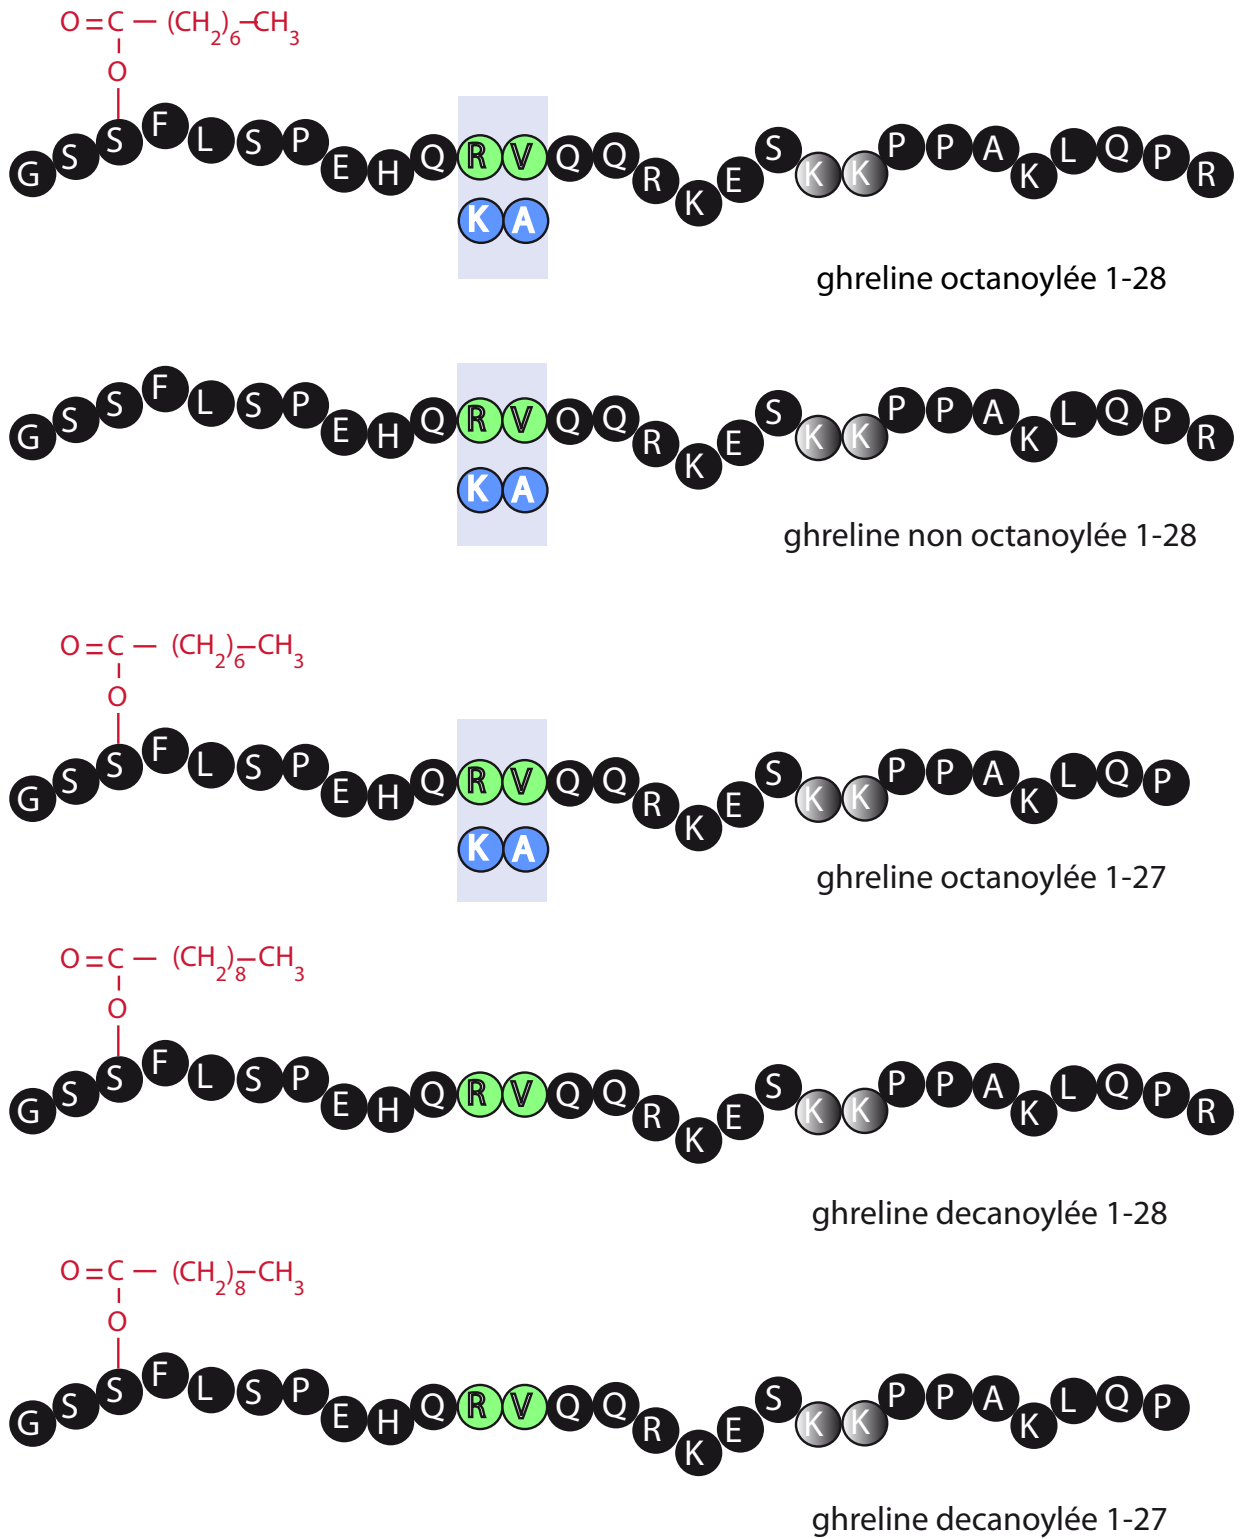 O=C—(CH2)6—CH3
O
GSSFLSPEHQRVQQRKESKKPPAKLQPR
KA
ghreline octanoylée 1-28
GSSFLSPEHQRVQQRKESKKPPAKLQPR
KA
ghreline non octanoylée 1-28
O=C—(CH2)6—CH3
O
GSSFLSPEHQRVQQRKESKKPPAKLQP
KA
ghreline octanoylée 1-27
O=C—(CH2)8—CH3
O
GSSFLSPEHQRVQQRKESKKPPAKLQPR
ghreline decanoylée 1-28
O=C—(CH2)8—CH3
O
GSSFLSPEHQRVQQRKESKKPPAKLQP
ghreline decanoylée 1-27